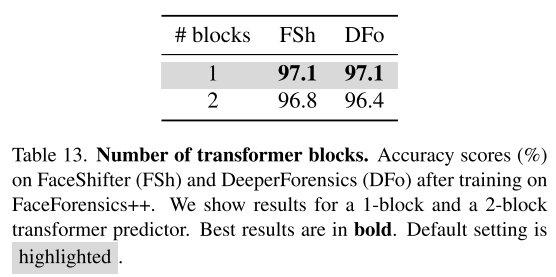 # blocks FSh DFo
1 97.1 97.1
2 96.8 96.4
Table 13. Number of transformer blocks. Accuracy scores (%)
on FaceShifter (FSh) and DeeperForensics (DFo) after training on
FaceForensics++. We show results for a 1-block and a 2-block
transformer predictor. Best results are in bold. Default setting is
highlighted .